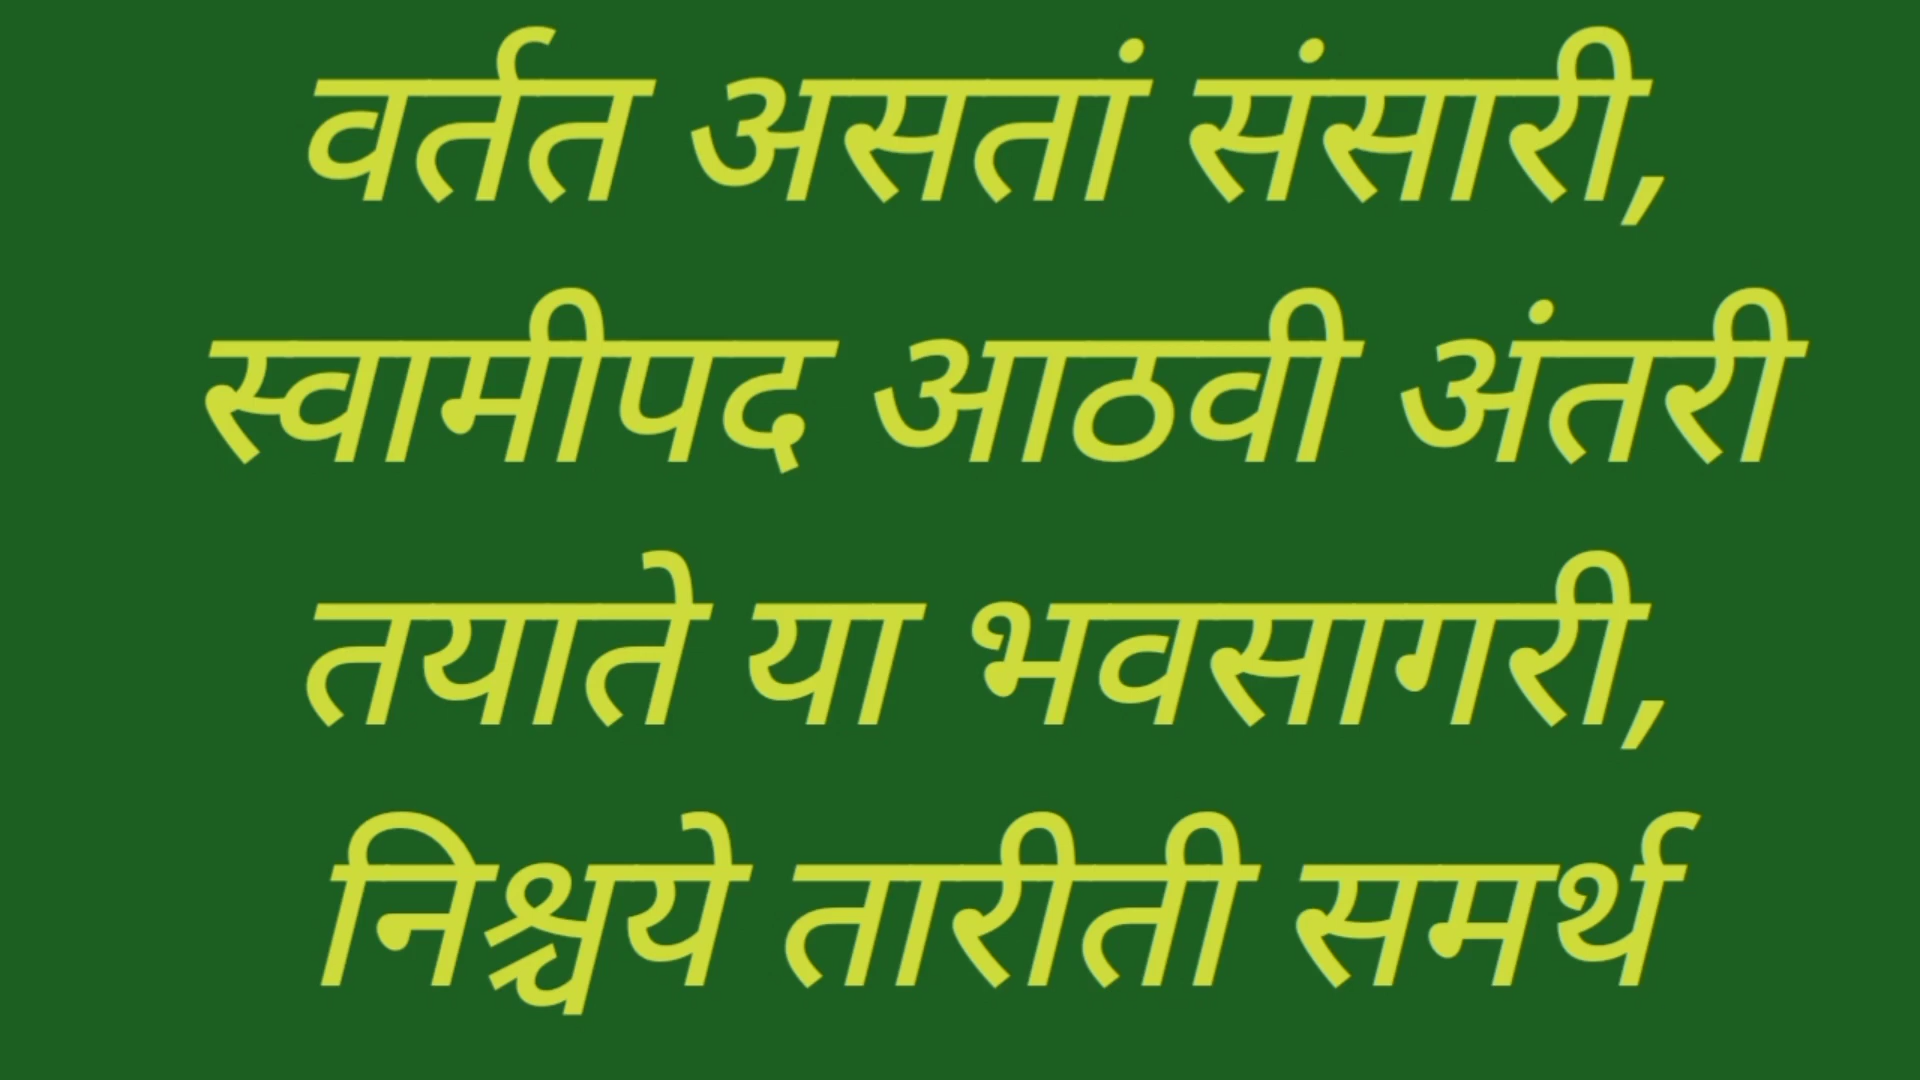 वर्तत असतां संसारी,
स्वामीपद आठवी अंतरी
तयाते या भवसागरी,
निश्चये तारीती समर्थ